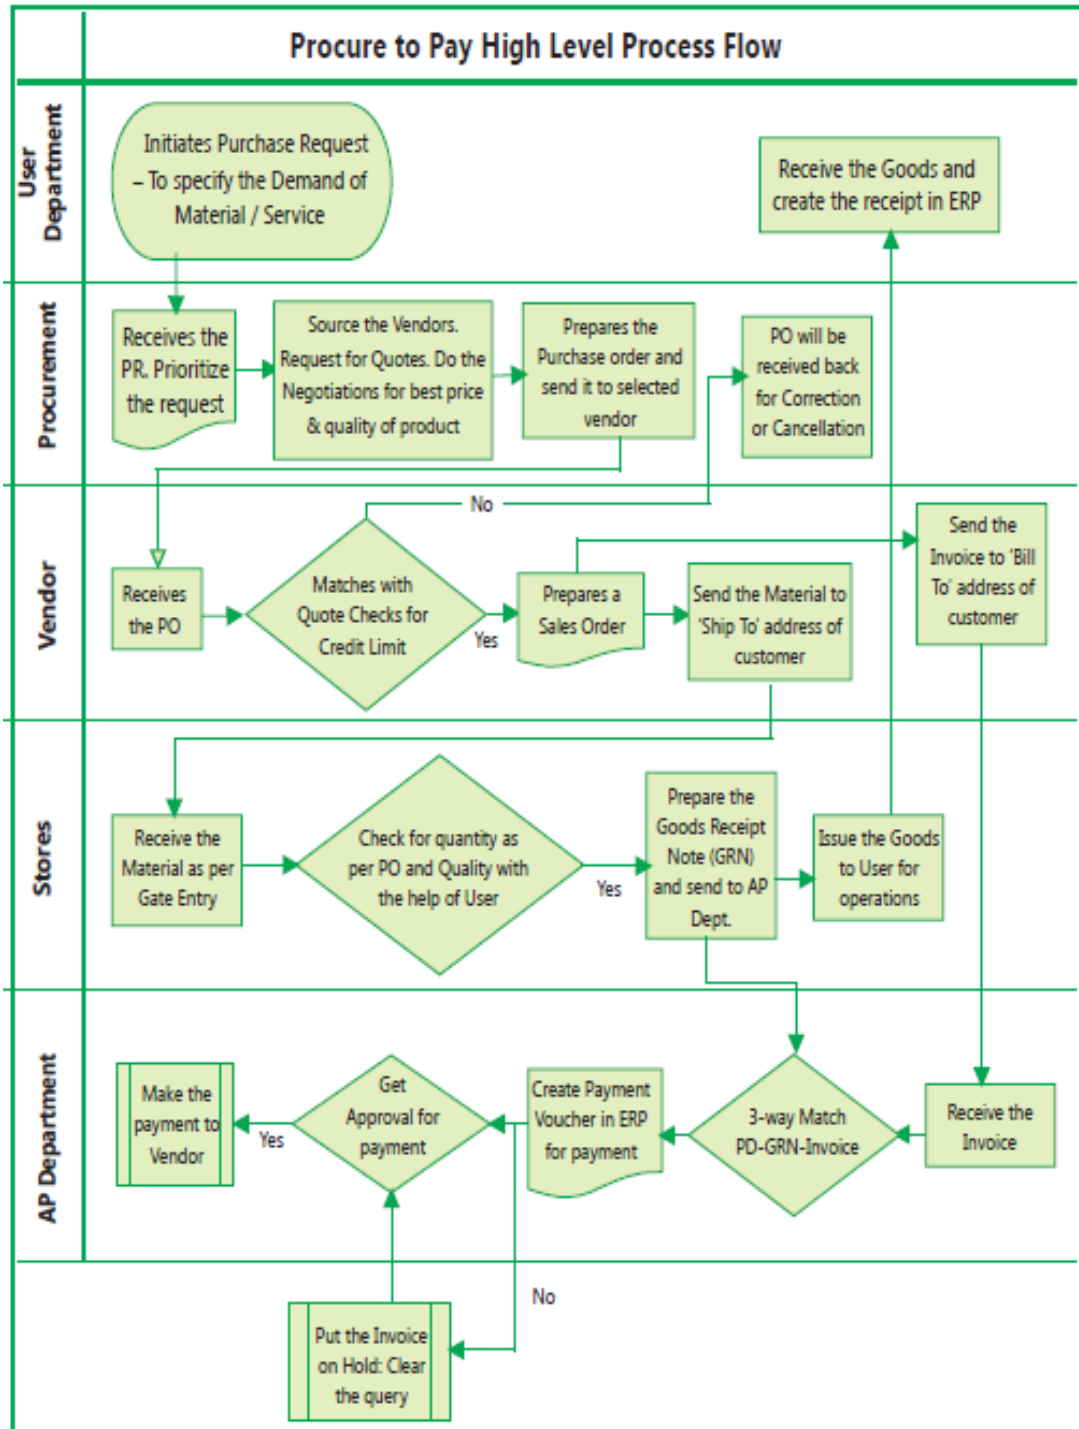 Procure to Pay High Level Process Flow
User
Department
Initiates Purchase Request
– To specify the Demand of
Material / Service
Receive the Goods and
create the receipt in ERP
Procurement
Receives the
PR. Prioritize
the request
Source the Vendors.
Request for Quotes. Do the
Negotiations for best price
& quality of product
Prepares the
Purchase order and
send it to selected
vendor
PO will be
received back
for Correction
or Cancellation
Vendor
Receives
the PO
Matches with
Quote Checks for
Credit Limit
No
Yes
Prepares a
Sales Order
Send the Material to
'Ship To' address of
customer
Send the
Invoice to 'Bill
To' address of
customer
Stores
Receive the
Material as per
Gate Entry
Check for quantity as
per PO and Quality with
the help of User
Yes
Prepare the
Goods Receipt
Note (GRN)
and send to AP
Dept.
Issue the Goods
to User for
operations
AP Department
Make the
payment to
Vendor
Yes
Get
Approval for
payment
Create Payment
Voucher in ERP
for payment
3-way Match
PD-GRN-Invoice
Receive the
Invoice
No
Put the Invoice
on Hold: Clear
the query